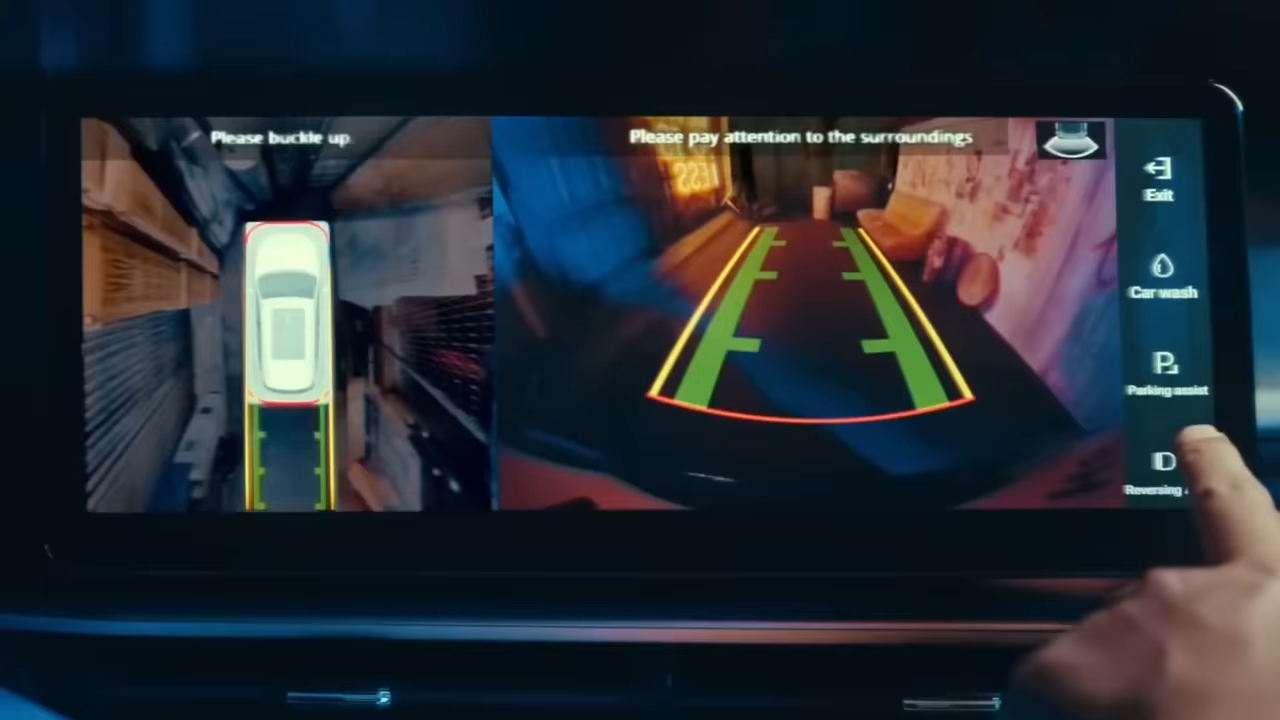 Please buckle up
Please pay attention to the surroundings
Exit
Car wash
Parking assist
Reversing